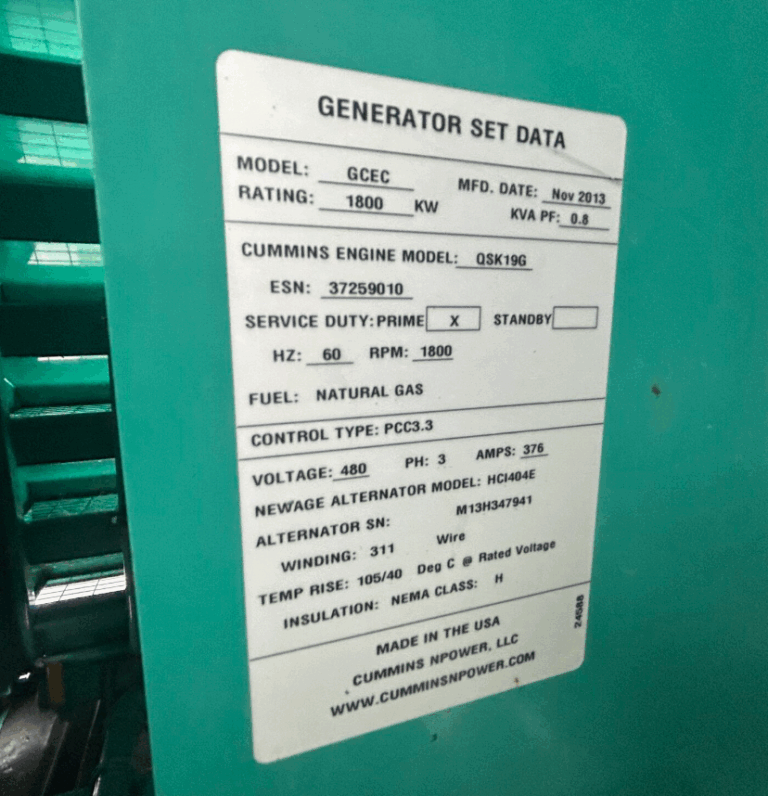 GENERATOR SET DATA
MODEL: GCEC MFD. DATE: Nov 2013
RATING: 1800 KW KVA PF: 0.8
CUMMINS ENGINE MODEL: QSK19G
ESN: 37259010
SERVICE DUTY: PRIME X STANDBY
HZ: 60 RPM: 1800
FUEL: NATURAL GAS
CONTROL TYPE: PCC3.3
VOLTAGE: 480 PH: 3 AMPS: 376
NEWAGE ALTERNATOR MODEL: HCI404E
ALTERNATOR SN: M13H347941
WINDING: 311 Wire
TEMP RISE: 105/40 Deg C @ Rated Voltage
INSULATION: NEMA CLASS: H
MADE IN THE USA
CUMMINS NPOWER, LLC
WWW.CUMMINSNPOWER.COM
24588